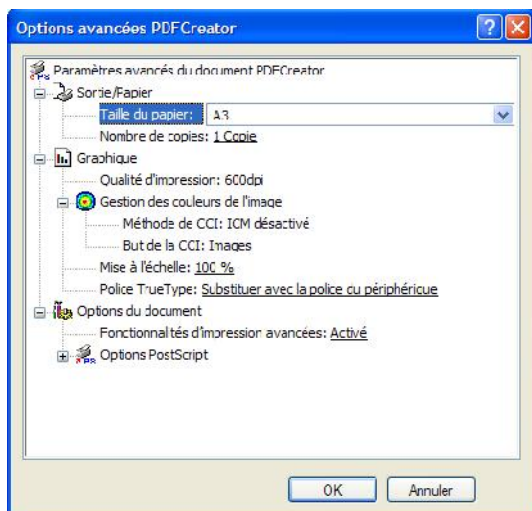 Options avancées PDFCreator
Paramètres avancés du document PDFCreator
Sortie/Papier
Taille du papier: A3
Nombre de copies: 1 Copie
Graphique
Qualité d'impression: 600dpi
Gestion des couleurs de l'image
Méthode de CCI: ICM désactivé
But de la CCI: Images
Mise à l'échelle: 100 %
Police TrueType: Substituer avec la police du périphérique
Options du document
Fonctionnalités d'impression avancées: Activé
Options PostScript
OK Annuler